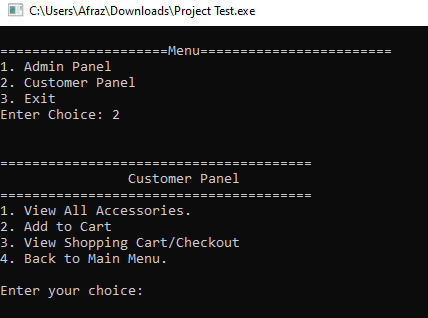 C:\Users\Afraz\Downloads\Project Test.exe
=====================Menu========================
1. Admin Panel
2. Customer Panel
3. Exit
Enter Choice: 2
=======================================
Customer Panel
=======================================
1. View All Accessories.
2. Add to Cart
3. View Shopping Cart/Checkout
4. Back to Main Menu.
Enter your choice: